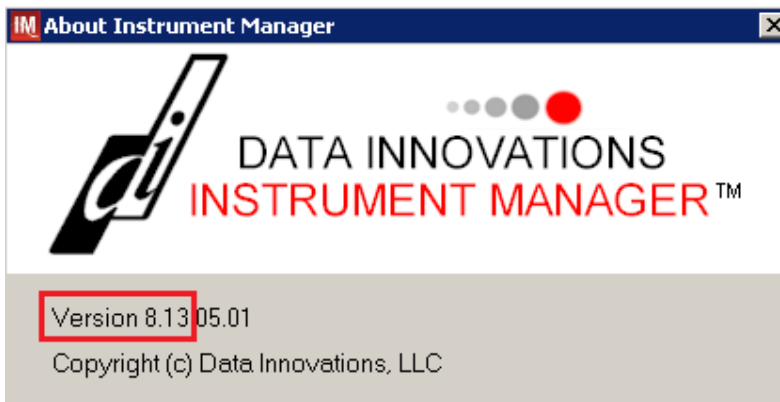 IM About Instrument Manager
di
DATA INNOVATIONS
INSTRUMENT MANAGER™
Version 8.13.05.01
Copyright (c) Data Innovations, LLC